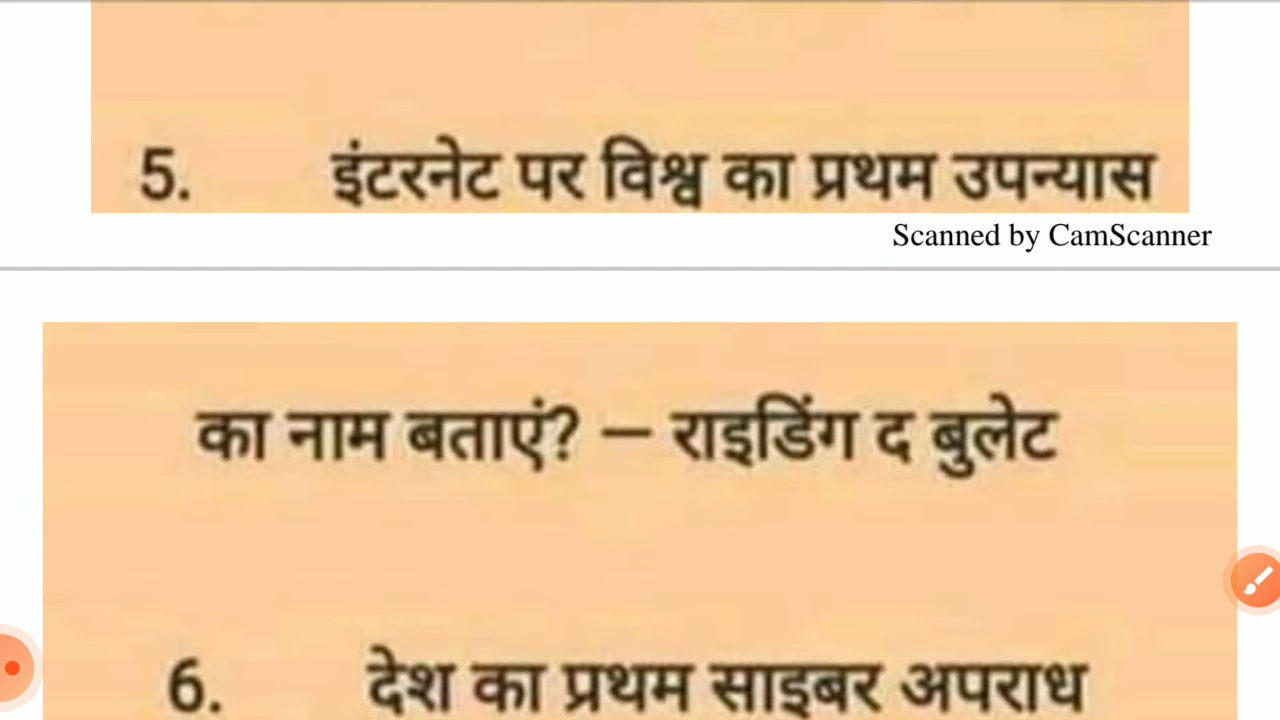 5. इंटरनेट पर विश्व का प्रथम उपन्यास
Scanned by CamScanner
का नाम बताएं? – राइडिंग द बुलेट
6. देश का प्रथम साइबर अपराध